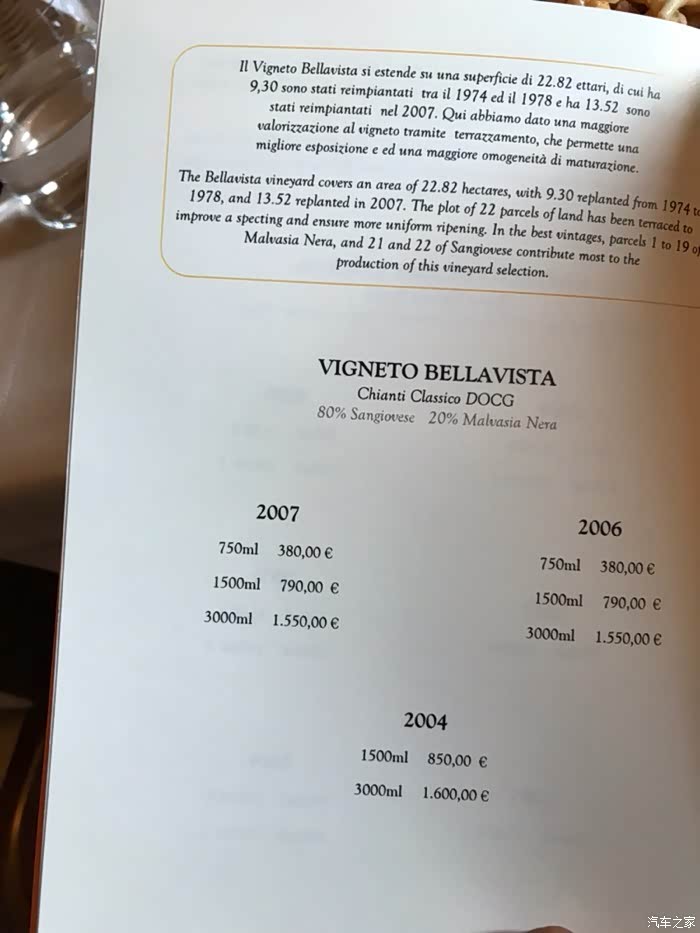 Il Vigneto Bellavista si estende su una superficie di 22.82 ettari, di cui ha
9,30 sono stati reimpiantati tra il 1974 ed il 1978 e ha 13.52 sono
stati reimpiantati nel 2007. Qui abbiamo dato una maggiore
valorizzazione al vigneto tramite terrazzamento, che permette una
migliore esposizione e ed una maggiore omogeneità di maturazione.
The Bellavista vineyard covers an area of 22.82 hectares, with 9.30 replanted from 1974 to
1978, and 13.52 replanted in 2007. The plot of 22 parcels of land has been terraced to
improve a specting and ensure more uniform ripening. In the best vintages, parcels 1 to 19 of
Malvasia Nera, and 21 and 22 of Sangiovese contribute most to the
production of this vineyard selection.
VIGNETO BELLAVISTA
Chianti Classico DOCG
80% Sangiovese 20% Malvasia Nera
2007
750ml 380,00 €
1500ml 790,00 €
3000ml 1.550,00 €
2006
750ml 380,00 €
1500ml 790,00 €
3000ml 1.550,00 €
2004
1500ml 850,00 €
3000ml 1.600,00 €
汽车之家